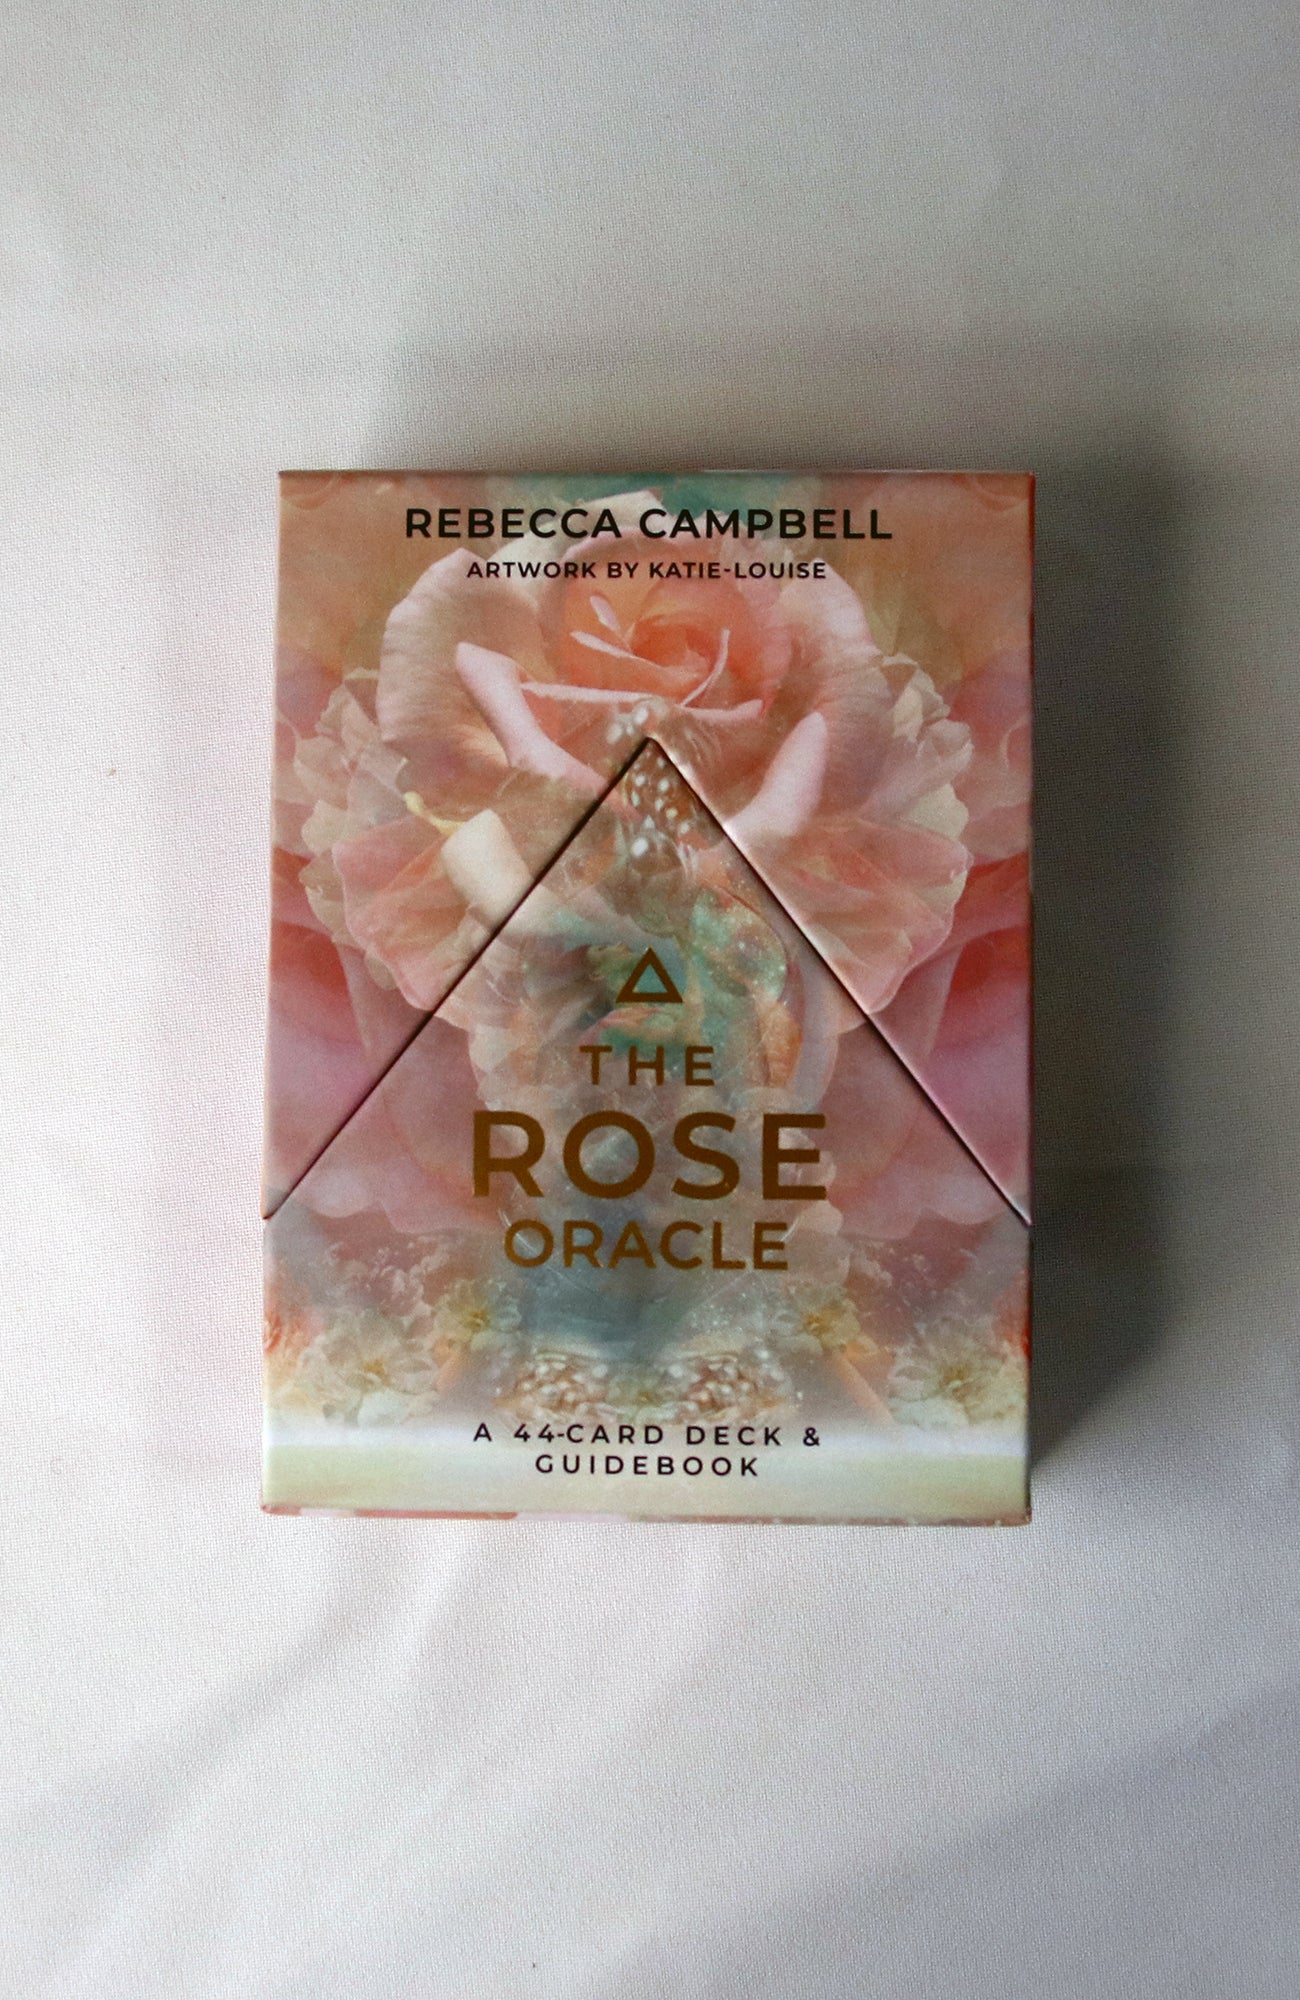 REBECCA CAMPBELL
ARTWORK BY KATIE-LOUISE
THE
ROSE
ORACLE
A 44-CARD DECK &
GUIDEBOOK